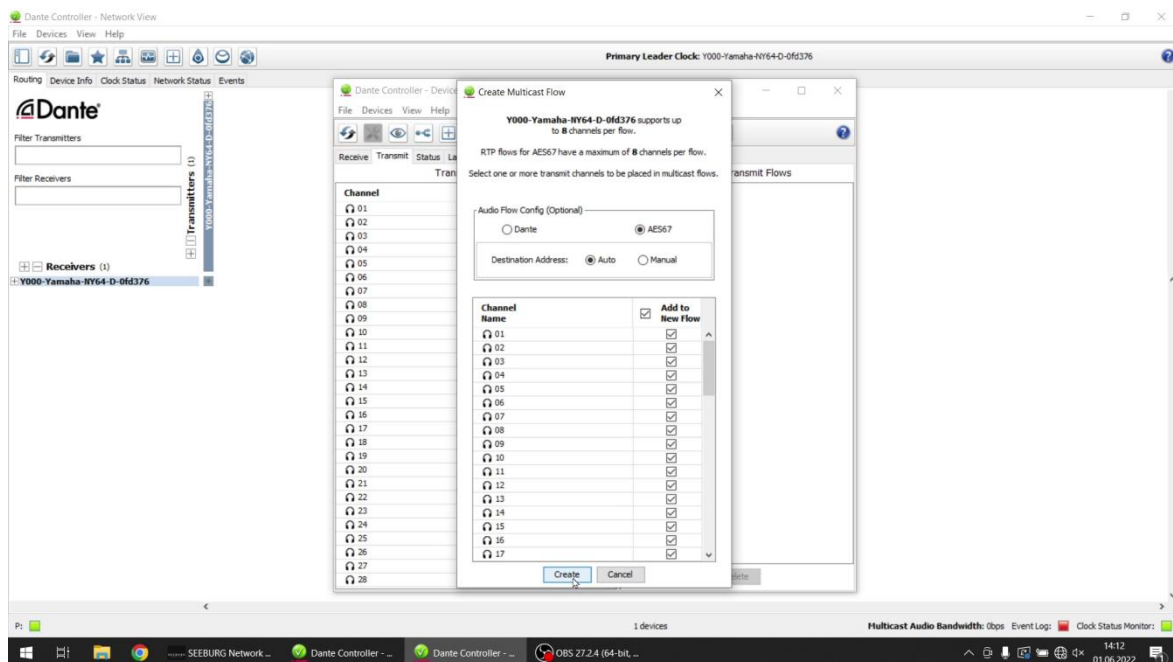 Dante Controller - Network View
File Devices View Help
Primary Leader Clock: Y000-Yamaha-NY64-D-0fd376
Routing Device Info Clock Status Network Status Events
Dante
Filter Transmitters
Filter Receivers
Transmitters (1)
Y000-Yamaha-NY64-D-0fd376
Receivers (1)
Y000-Yamaha-NY64-D-0fd376
Dante Controller - Device
File Devices View Help
Receive Transmit Status La
Tran
ransmit Flows
Channel
01
02
03
04
05
06
07
08
09
10
11
12
13
14
15
16
17
18
19
20
21
22
23
24
25
26
27
28
elete
Create Multicast Flow
Y000-Yamaha-NY64-D-0fd376 supports up
to 8 channels per flow.
RTP flows for AES67 have a maximum of 8 channels per flow.
Select one or more transmit channels to be placed in multicast flows.
Audio Flow Config (Optional)
Dante AES67
Destination Address: Auto Manual
Channel Name Add to New Flow
01
02
03
04
05
06
07
08
09
10
11
12
13
14
15
16
17
Create Cancel
P: 1 devices Multicast Audio Bandwidth: 0bps Event Log: Clock Status Monitor:
SEEBURG Network ... Dante Controller - ... Dante Controller - ... OBS 27.2.4 (64-bit, ...
14:12
01.06.2022